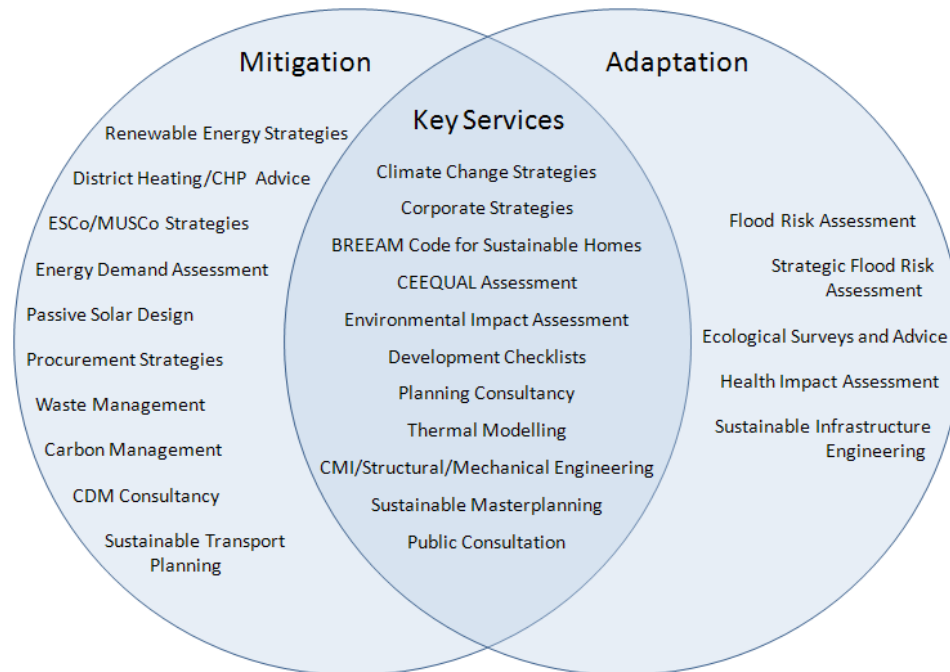 Mitigation
Adaptation
Key Services
Renewable Energy Strategies
District Heating/CHP Advice
ESCo/MUSCo Strategies
Energy Demand Assessment
Passive Solar Design
Procurement Strategies
Waste Management
Carbon Management
CDM Consultancy
Sustainable Transport
Planning
Climate Change Strategies
Corporate Strategies
BREEAM Code for Sustainable Homes
CEEQUAL Assessment
Environmental Impact Assessment
Development Checklists
Planning Consultancy
Thermal Modelling
CMI/Structural/Mechanical Engineering
Sustainable Masterplanning
Public Consultation
Flood Risk Assessment
Strategic Flood Risk
Assessment
Ecological Surveys and Advice
Health Impact Assessment
Sustainable Infrastructure
Engineering